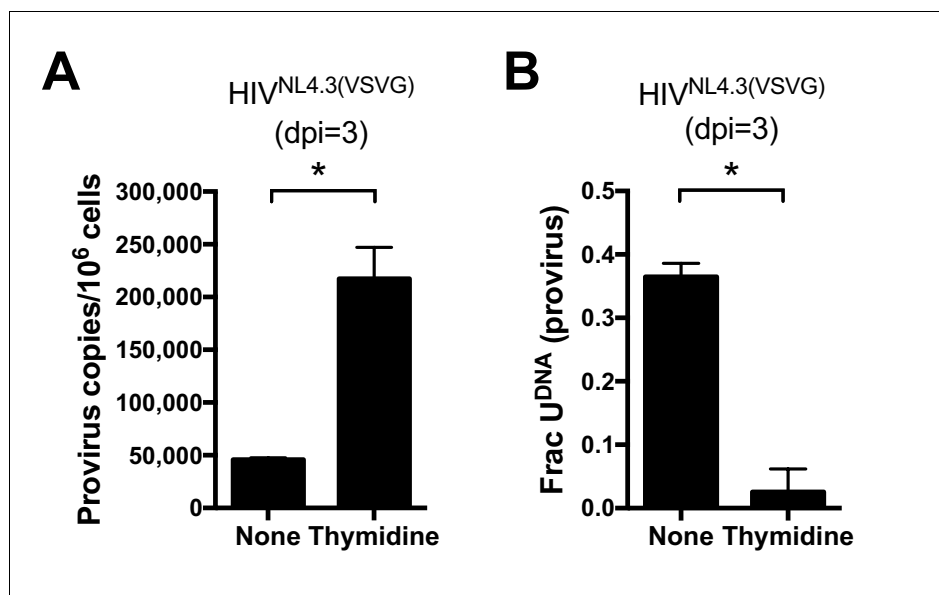 A
HIV^NL4.3(VSVG)
(dpi=3)
*
Provirus copies/10^6 cells
300,000
250,000
200,000
150,000
100,000
50,000
0
None Thymidine
B
HIV^NL4.3(VSVG)
(dpi=3)
*
Frac U^DNA (provirus)
0.5
0.4
0.3
0.2
0.1
0.0
None Thymidine